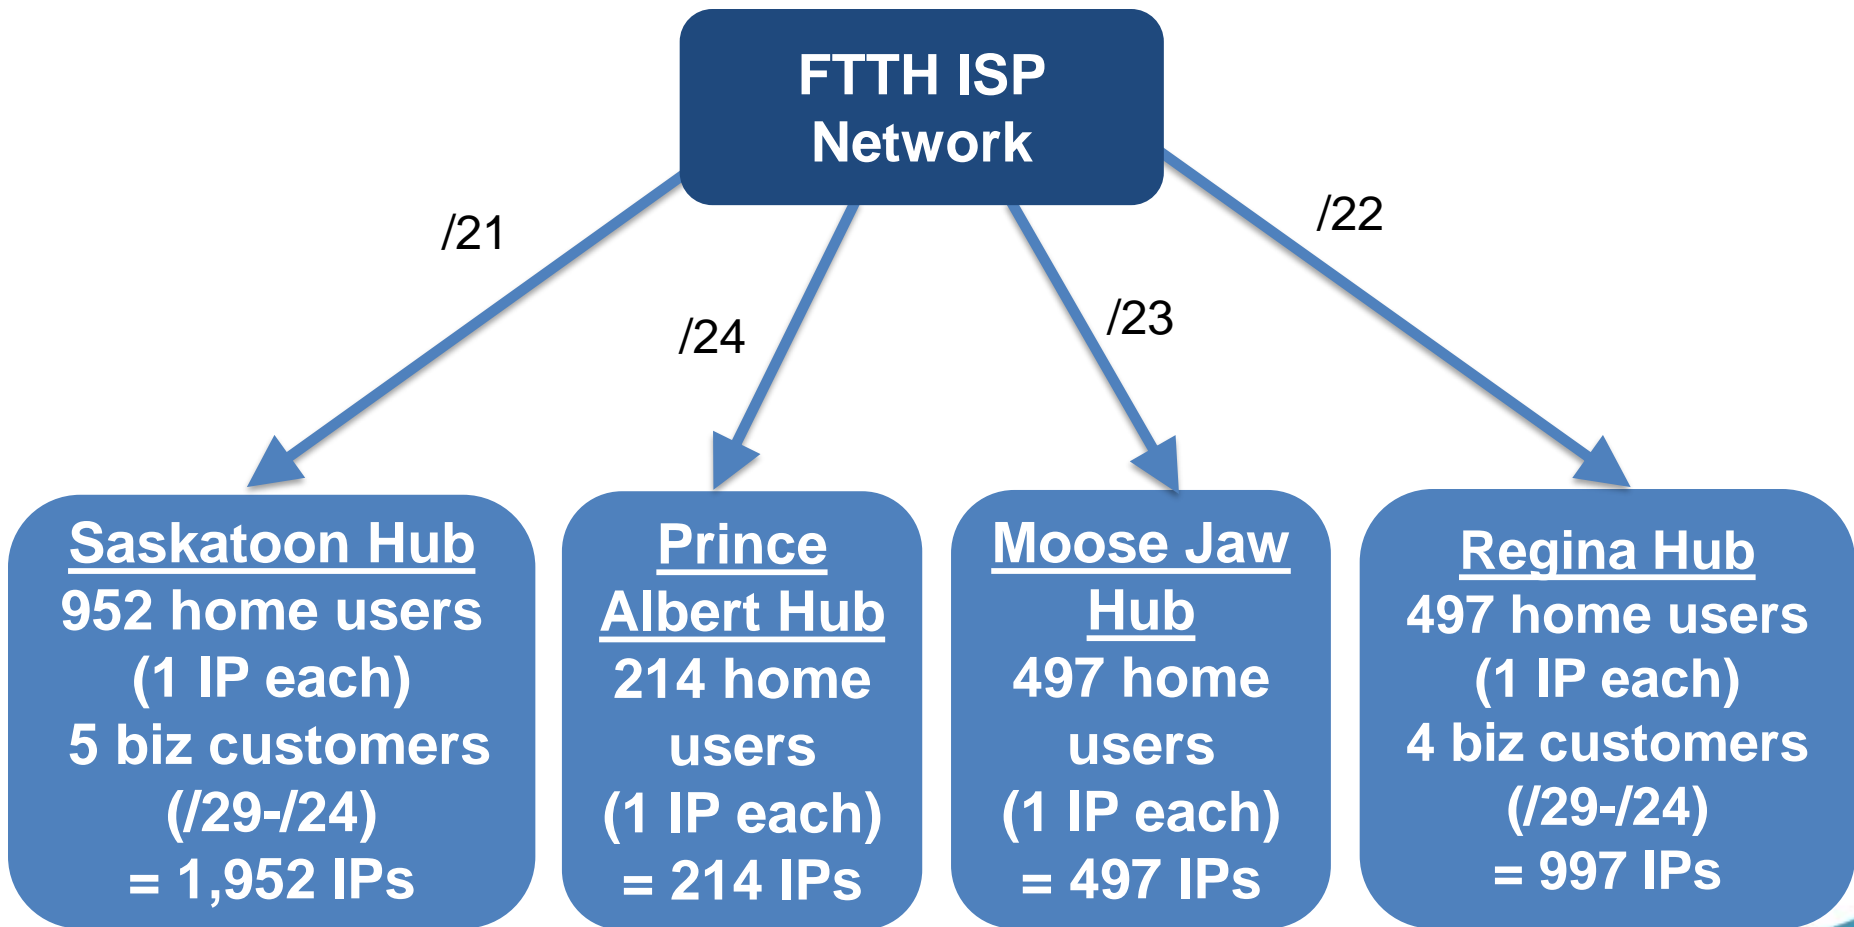 FTTH ISP
Network
/21
/24
/23
/22
Saskatoon Hub
952 home users
(1 IP each)
5 biz customers
(/29-/24)
= 1,952 IPs
Prince
Albert Hub
214 home
users
(1 IP each)
= 214 IPs
Moose Jaw
Hub
497 home
users
(1 IP each)
= 497 IPs
Regina Hub
497 home users
(1 IP each)
4 biz customers
(/29-/24)
= 997 IPs